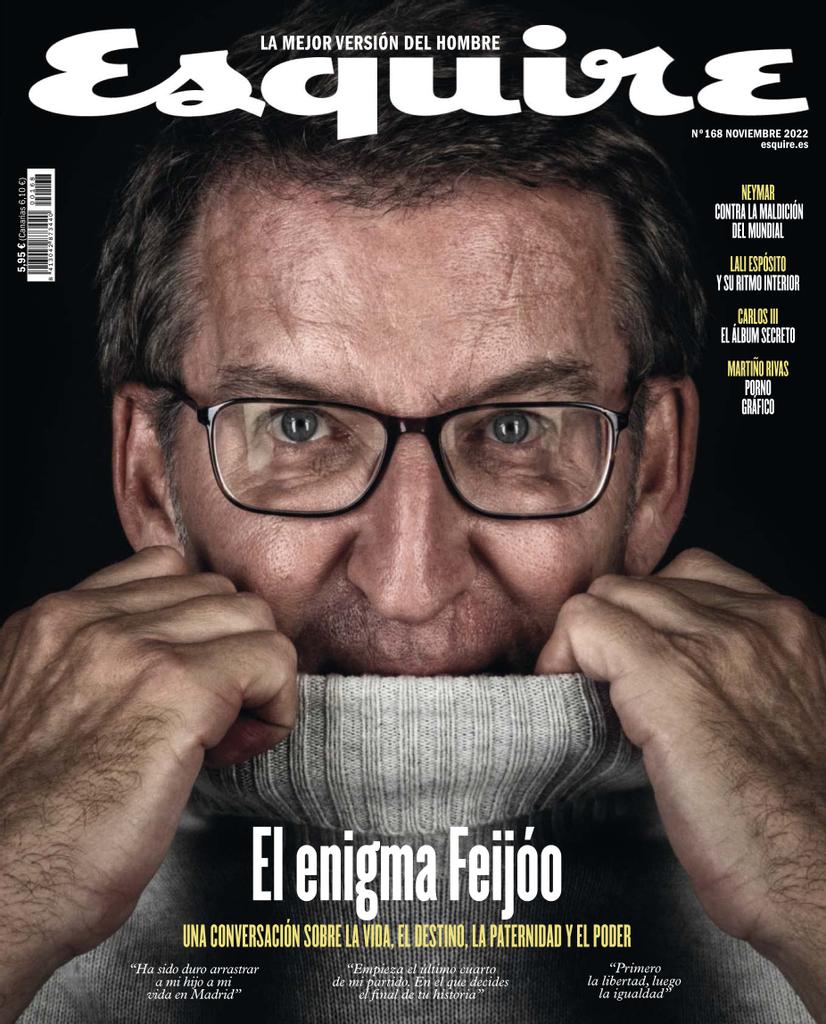 LA MEJOR VERSIÓN DEL HOMBRE
Esquire
Nº168 NOVIEMBRE 2022
esquire.es
5,95 € (Canarias 6,10 €)
00168
8 413042 673440
NEYMAR
CONTRA LA MALDICIÓN
DEL MUNDIAL
LALI ESPÓSITO
Y SU RITMO INTERIOR
CARLOS III
EL ÁLBUM SECRETO
MARTIÑO RIVAS
PORNO
GRÁFICO
El enigma Feijóo
UNA CONVERSACIÓN SOBRE LA VIDA, EL DESTINO, LA PATERNIDAD Y EL PODER
“Ha sido duro arrastrar
a mi hijo a mi
vida en Madrid”
“Empieza el último cuarto
de mi partido. En el que decides
el final de tu historia”
“Primero
la libertad, luego
la igualdad”